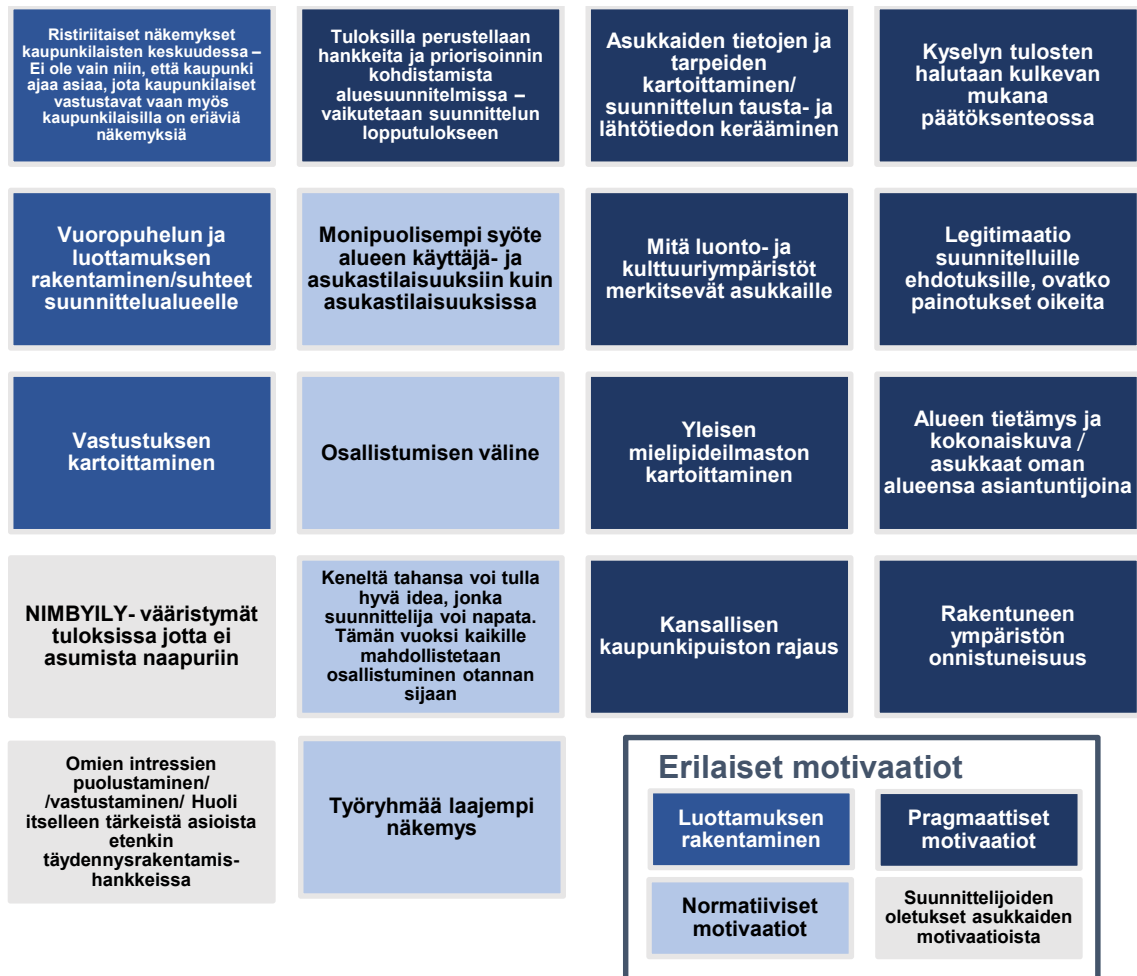 Ristiriitaiset näkemykset
kaupunkilaisten keskuudessa –
Ei ole vain niin, että kaupunki
ajaa asiaa, jota kaupunkilaiset
vastustavat vaan myös
kaupunkilaisilla on eriäviä
näkemyksiä
Tuloksilla perustellaan
hankkeita ja priorisoinnin
kohdistamista
aluesuunnitelmissa –
vaikutetaan suunnittelun
lopputulokseen
Asukkaiden tietojen ja
tarpeiden
kartoittaminen/
suunnittelun tausta- ja
lähtötiedon kerääminen
Kyselyn tulosten
halutaan kulkevan
mukana
päätöksenteossa
Vuoropuhelun ja
luottamuksen
rakentaminen/suhteet
suunnittelualueelle
Monipuolisempi syöte
alueen käyttäjä- ja
asukastilaisuuksiin kuin
asukastilaisuuksissa
Mitä luonto- ja
kulttuuriympäristöt
merkitsevät asukkaille
Legitimaatio
suunnitelluille
ehdotuksille, ovatko
painotukset oikeita
Vastustuksen
kartoittaminen
Osallistumisen väline
Yleisen
mielipideilmaston
kartoittaminen
Alueen tietämys ja
kokonaiskuva /
asukkaat oman
alueensa asiantuntijoina
NIMBYILY- vääristymät
tuloksissa jotta ei
asumista naapuriin
Keneltä tahansa voi tulla
hyvä idea, jonka
suunnittelija voi napata.
Tämän vuoksi kaikille
mahdollistetaan
osallistuminen otannan
sijaan
Kansallisen
kaupunkipuiston rajaus
Rakentuneen
ympäristön
onnistuneisuus
Omien intressien
puolustaminen/
/vastustaminen/ Huoli
itselleen tärkeistä asioista
etenkin
täydennysrakentamis-
hankkeissa
Työryhmää laajempi
näkemys
Erilaiset motivaatiot
Luottamuksen
rakentaminen
Pragmaattiset
motivaatiot
Normatiiviset
motivaatiot
Suunnittelijoiden
oletukset asukkaiden
motivaatioista